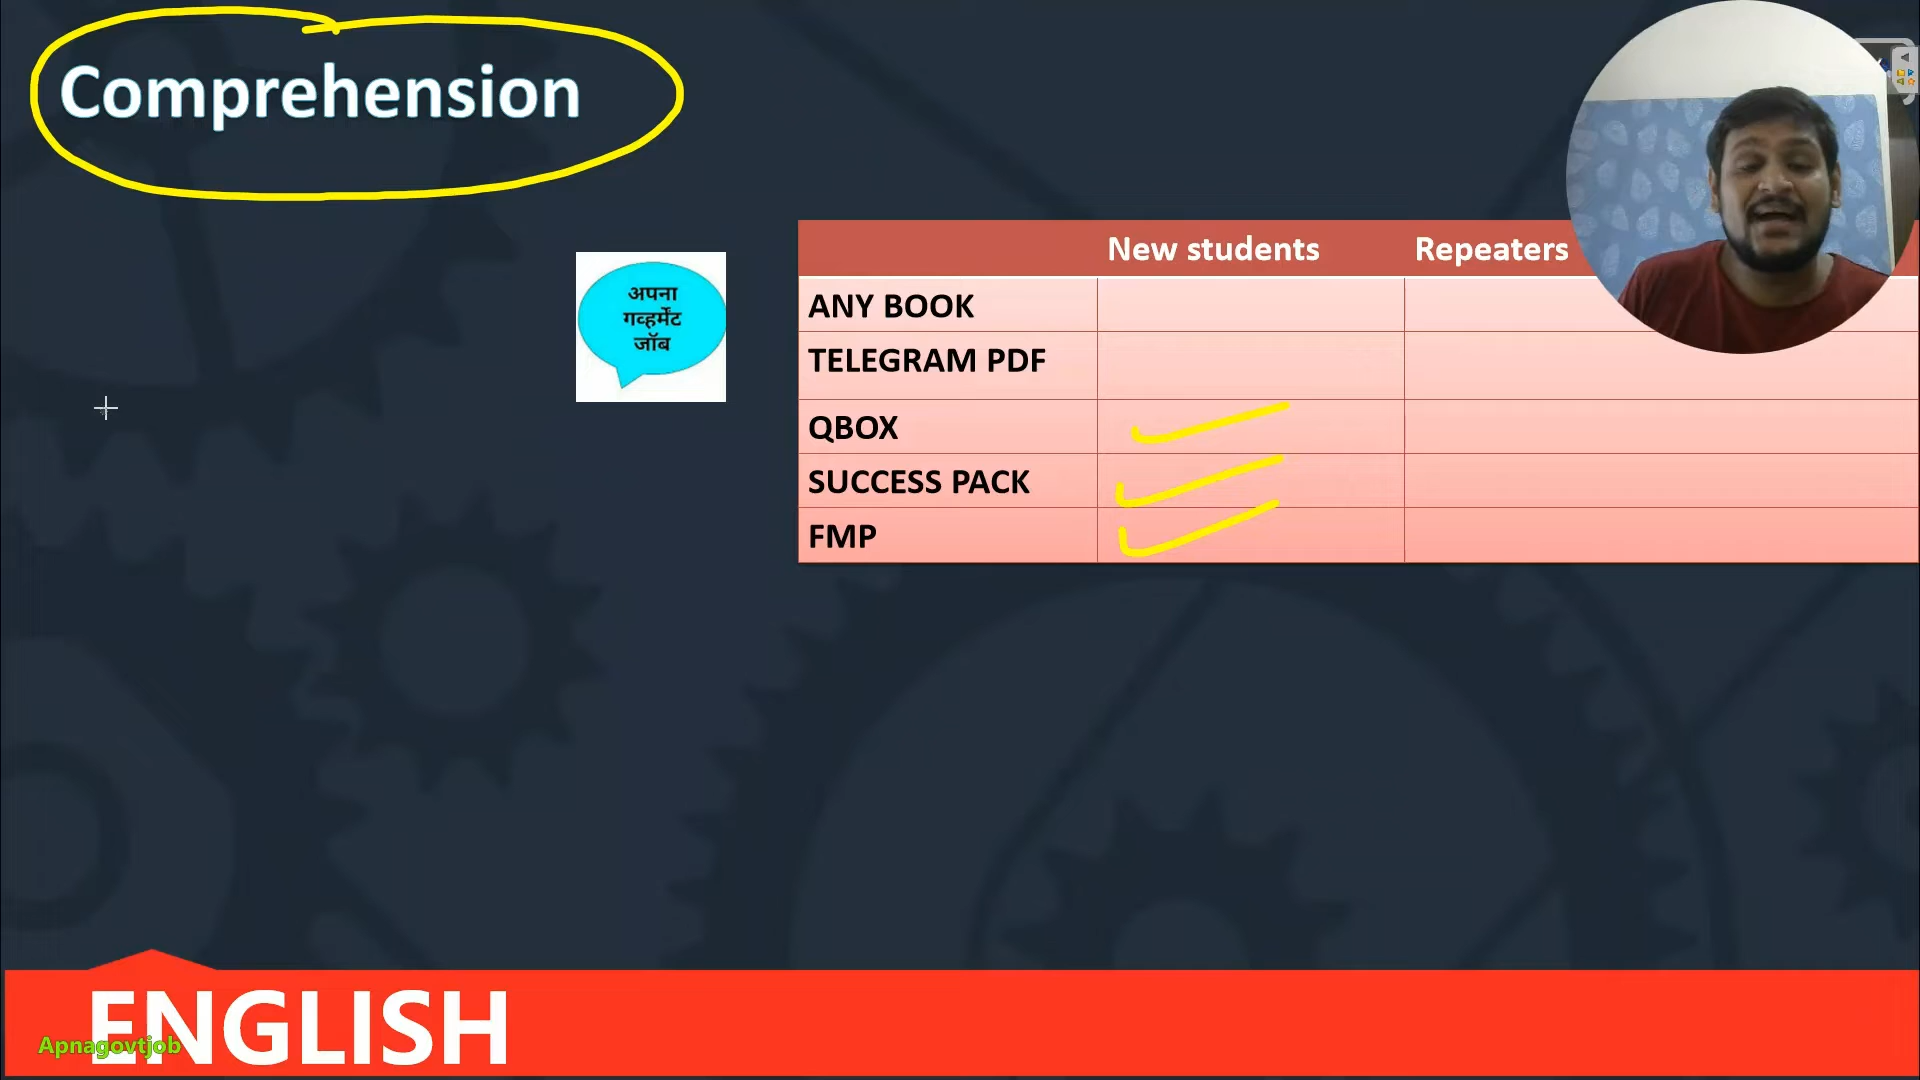 Comprehension
New students Repeaters
अपना
गव्हर्मेंट
जॉब
ANY BOOK
TELEGRAM PDF
QBOX
SUCCESS PACK
FMP
ENGLISH
Apnagovtjob